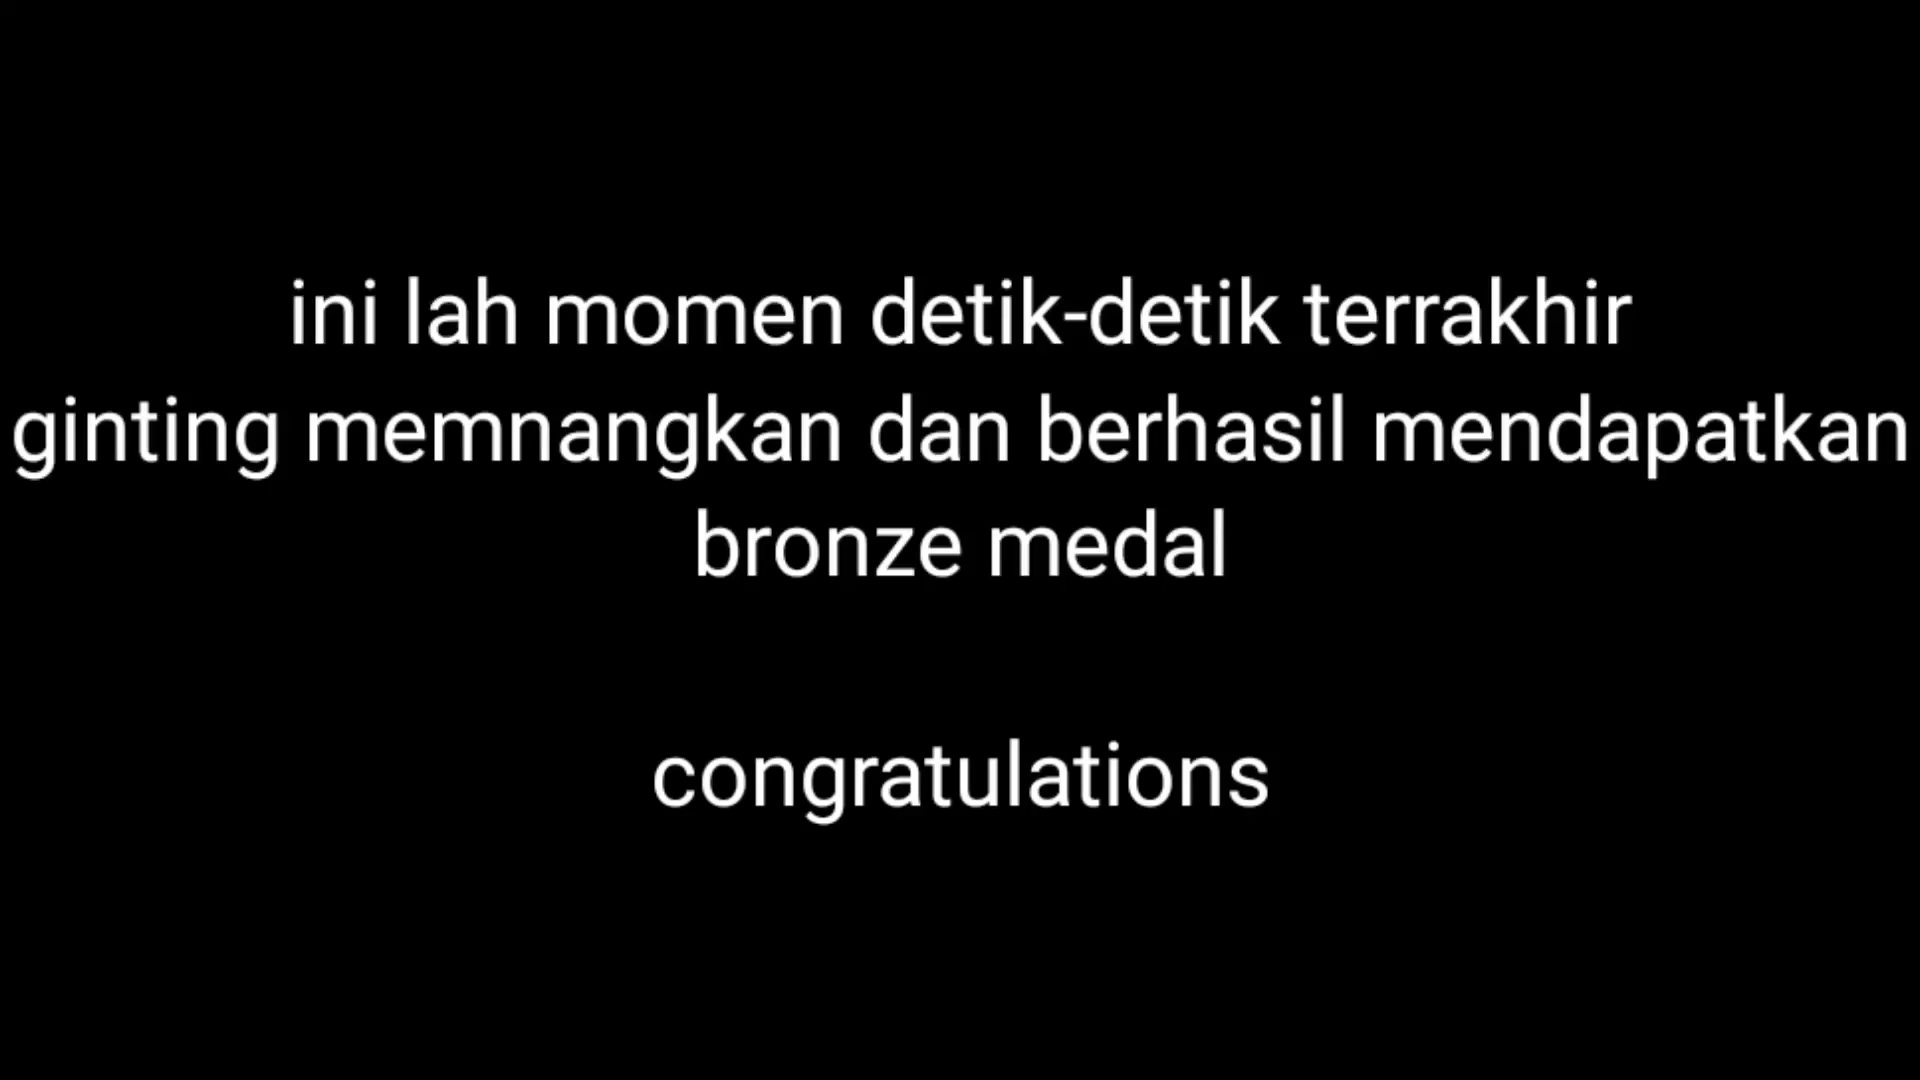 ini lah momen detik-detik terrakhir
ginting memnangkan dan berhasil mendapatkan
bronze medal
congratulations